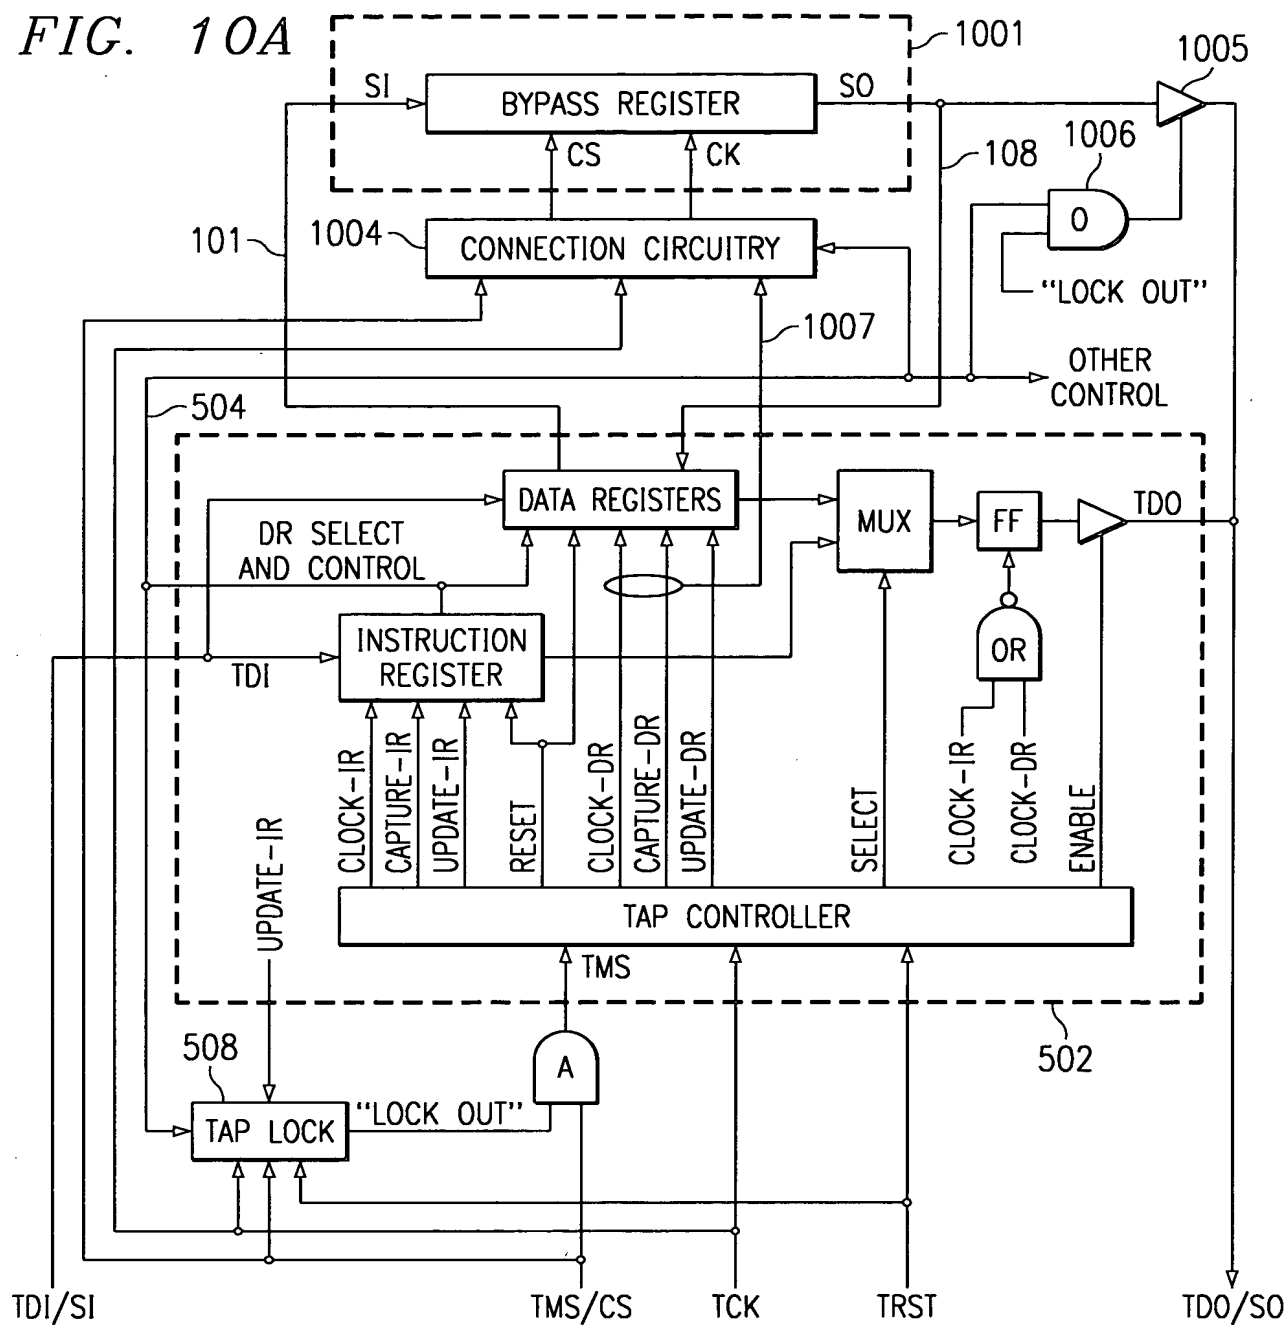 FIG. 10A
1001
1005
SI
BYPASS REGISTER
SO
1006
CS
CK
108
O
101
1004
CONNECTION CIRCUITRY
"LOCK OUT"
1007
OTHER
CONTROL
504
DATA REGISTERS
MUX
FF
TDO
DR SELECT
AND CONTROL
INSTRUCTION
REGISTER
OR
TDI
CLOCK-IR
CAPTURE-IR
UPDATE-IR
RESET
CLOCK-DR
CAPTURE-DR
UPDATE-DR
SELECT
CLOCK-IR
CLOCK-DR
ENABLE
UPDATE-IR
TAP CONTROLLER
TMS
502
508
A
TAP LOCK
"LOCK OUT"
TDI/SI
TMS/CS
TCK
TRST
TDO/SO